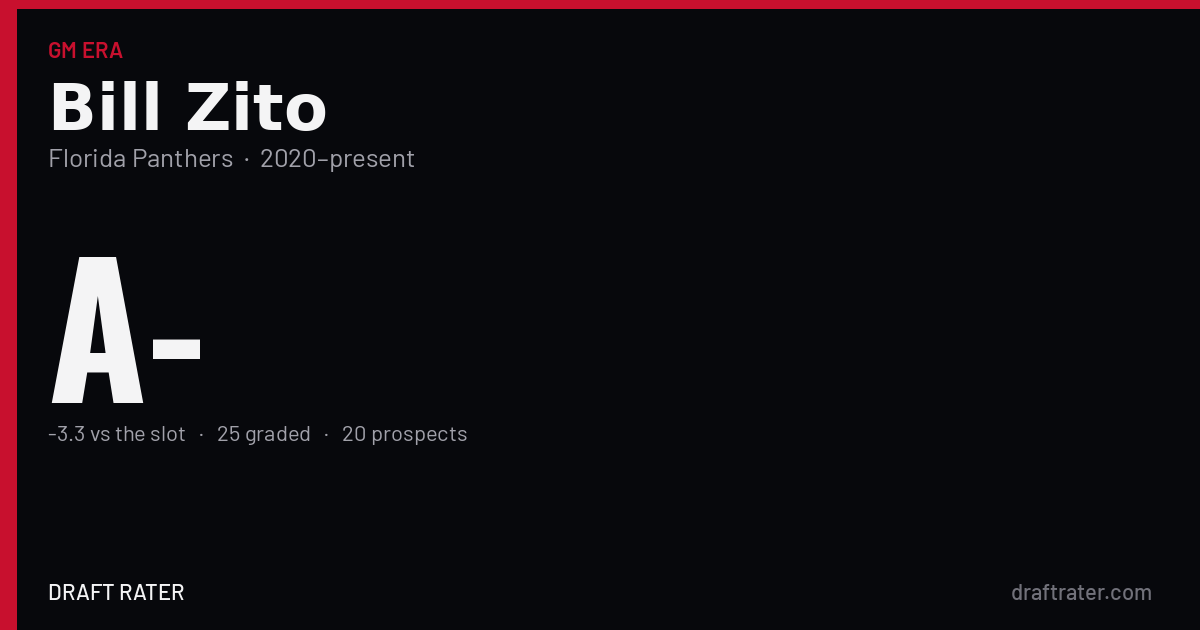 GM ERA
Bill Zito
Florida Panthers · 2020–present
A-
-3.3 vs the slot · 25 graded · 20 prospects
DRAFT RATER
draftrater.com